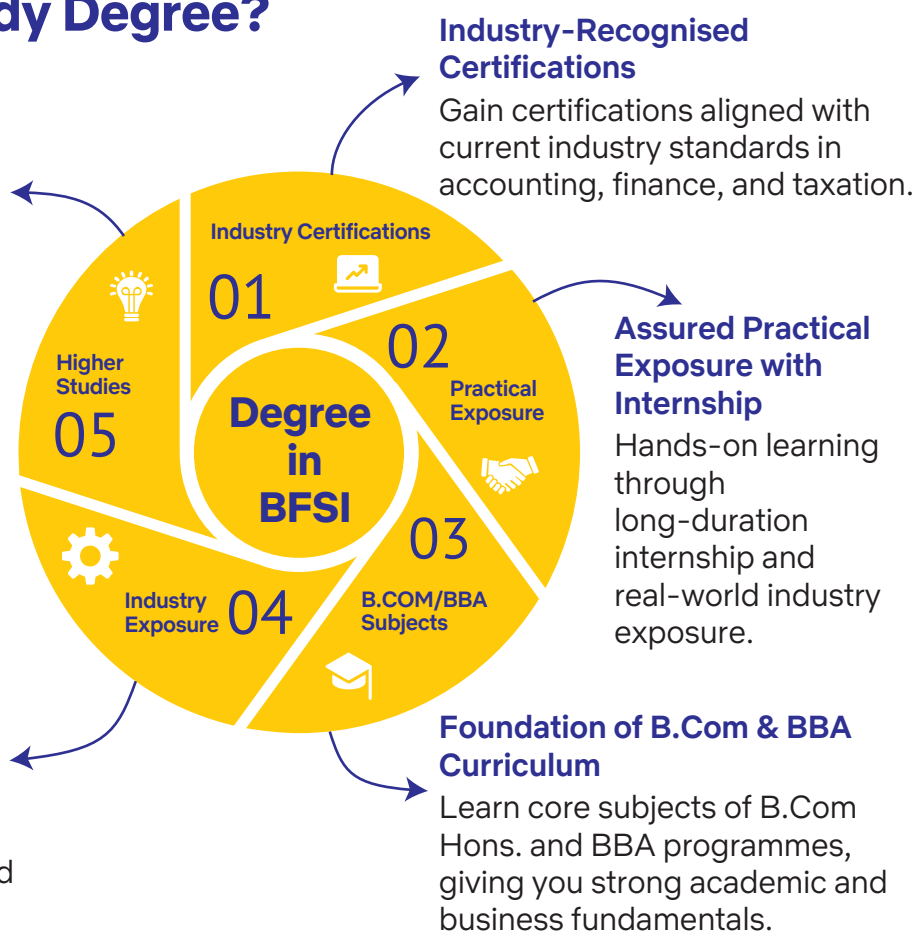 Degree?
Industry-Recognised
Certifications
Gain certifications aligned with
current industry standards in
accounting, finance, and taxation.
Industry Certifications
01
02
Practical
Exposure
Assured Practical
Exposure with
Internship
Hands-on learning
through
long-duration
internship and
real-world industry
exposure.
Higher
Studies
05
Degree
in
BFSI
03
B.COM/BBA
Subjects
Industry
Exposure 04
Foundation of B.Com & BBA
Curriculum
Learn core subjects of B.Com
Hons. and BBA programmes,
giving you strong academic and
business fundamentals.